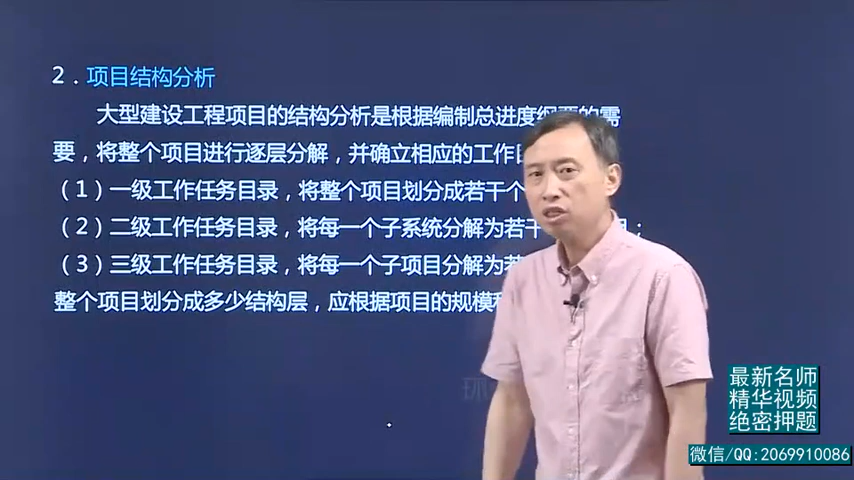 2．项目结构分析
大型建设工程项目的结构分析是根据编制总进度纲要的需
要，将整个项目进行逐层分解，并确立相应的工作目
（1）一级工作任务目录，将整个项目划分成若干个
（2）二级工作任务目录，将每一个子系统分解为若干
（3）三级工作任务目录，将每一个子项目分解为若
整个项目划分成多少结构层，应根据项目的规模和
环
最新名师
精华视频
绝密押题
微信/QQ:2069910086